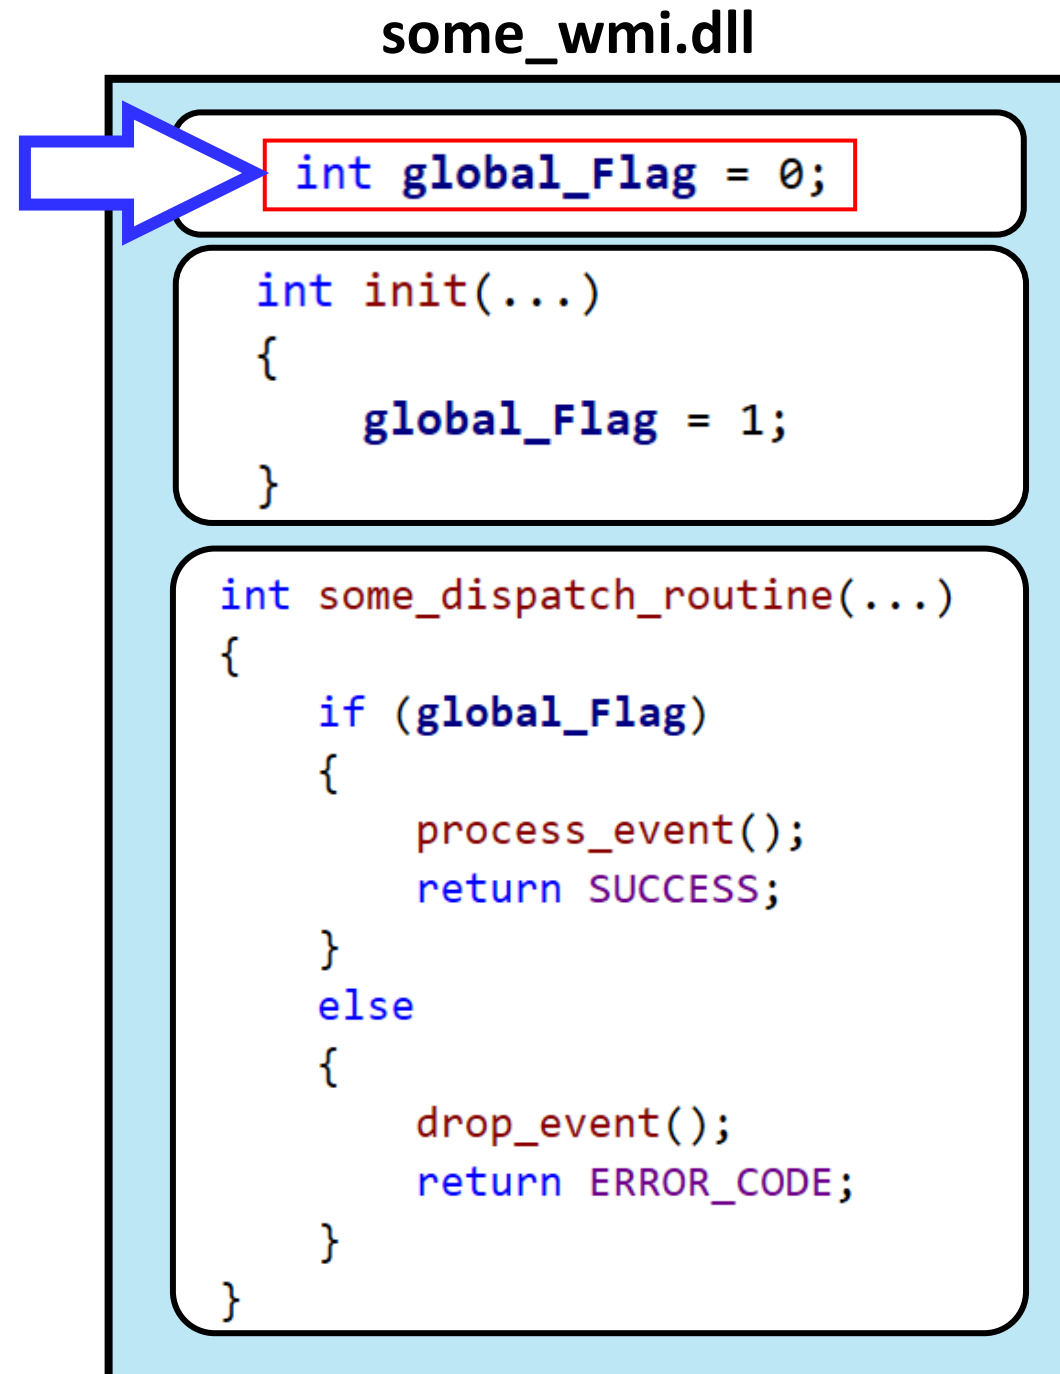 some_wmi.dll
int global_Flag = 0;
int init(...)
{
global_Flag = 1;
}
int some_dispatch_routine(...)
{
if (global_Flag)
{
process_event();
return SUCCESS;
}
else
{
drop_event();
return ERROR_CODE;
}
}